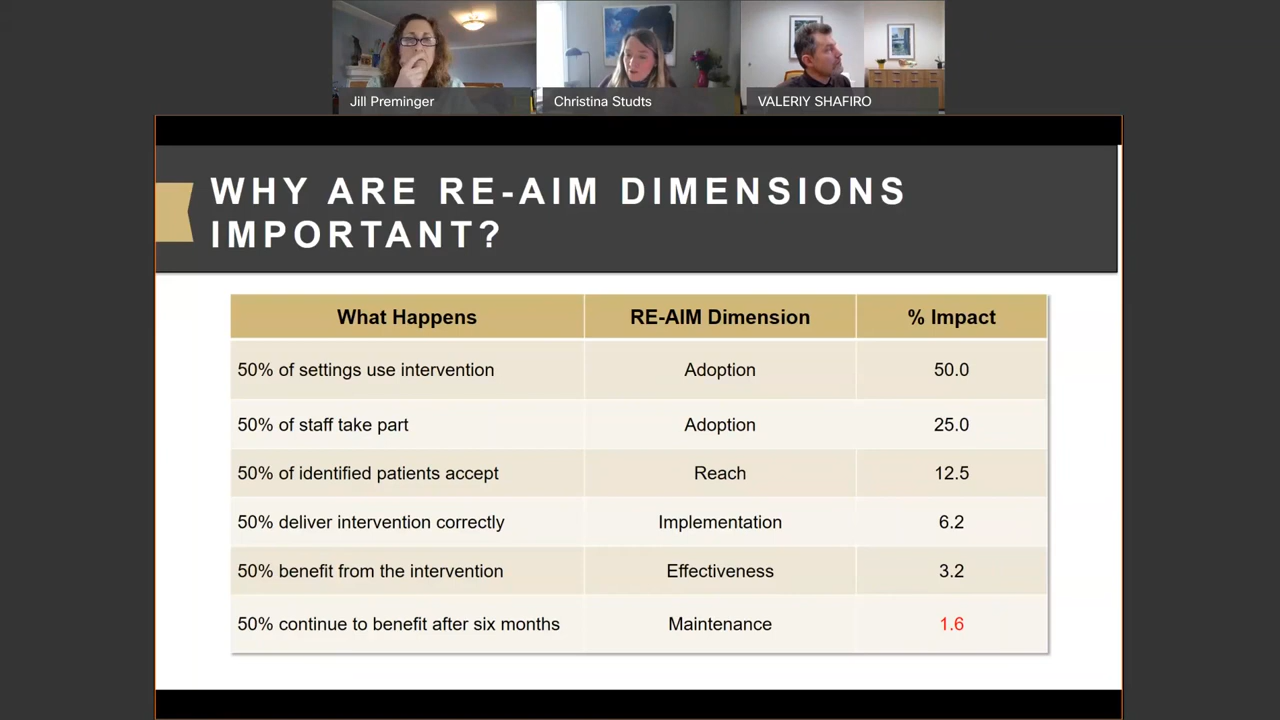 Jill Preminger
Christina Studts
VALERIY SHAFIRO
WHY ARE RE-AIM DIMENSIONS
IMPORTANT?
What Happens RE-AIM Dimension % Impact
50% of settings use intervention Adoption 50.0
50% of staff take part Adoption 25.0
50% of identified patients accept Reach 12.5
50% deliver intervention correctly Implementation 6.2
50% benefit from the intervention Effectiveness 3.2
50% continue to benefit after six months Maintenance 1.6